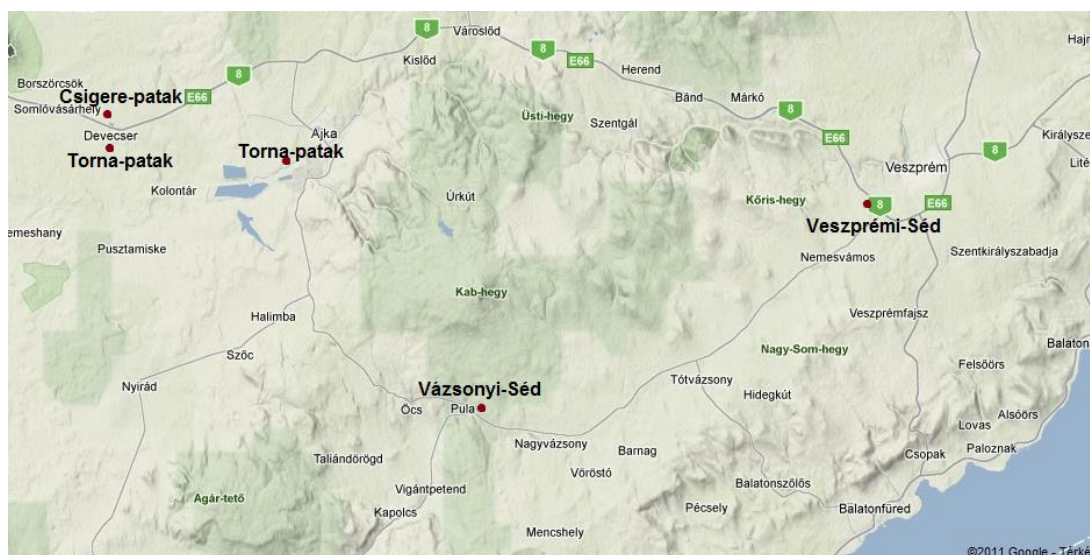 8
Városlőd
8
Kislőd
E66
Herend
Hajm
8
Borszörcsök
Csigere-patak
E66
Somlóvásárhely
Bánd
Márkó
8
Üsti-hegy
Szentgál
E66
Királysze
Devecser
Ajka
8
Torna-patak
Torna-patak
Veszprém
Lité
Kolontár
Úrkút
Kőris-hegy
8
E66
Veszprémi-Séd
emeshany
Pusztamiske
Nemesvámos
Szentkirályszabadja
Kab-hegy
Halimba
Veszprémfajsz
Szőc
Nagy-Som-hegy
Balaton
Felsőörs
Nyirád
Vázsonyi-Séd
Tótvázsony
Hidegkút
Öcs
Pula
Alsóörs
Lovas
Nagyvázsony
Barnag
Paloznak
Csopak
Taliándörögd
Vöröstó
Vigántpetend
Balatonszőlős
Agár-tető
Kapolcs
Pécsely
Balatonfüred
Mencshely
©2011 Google - Térké